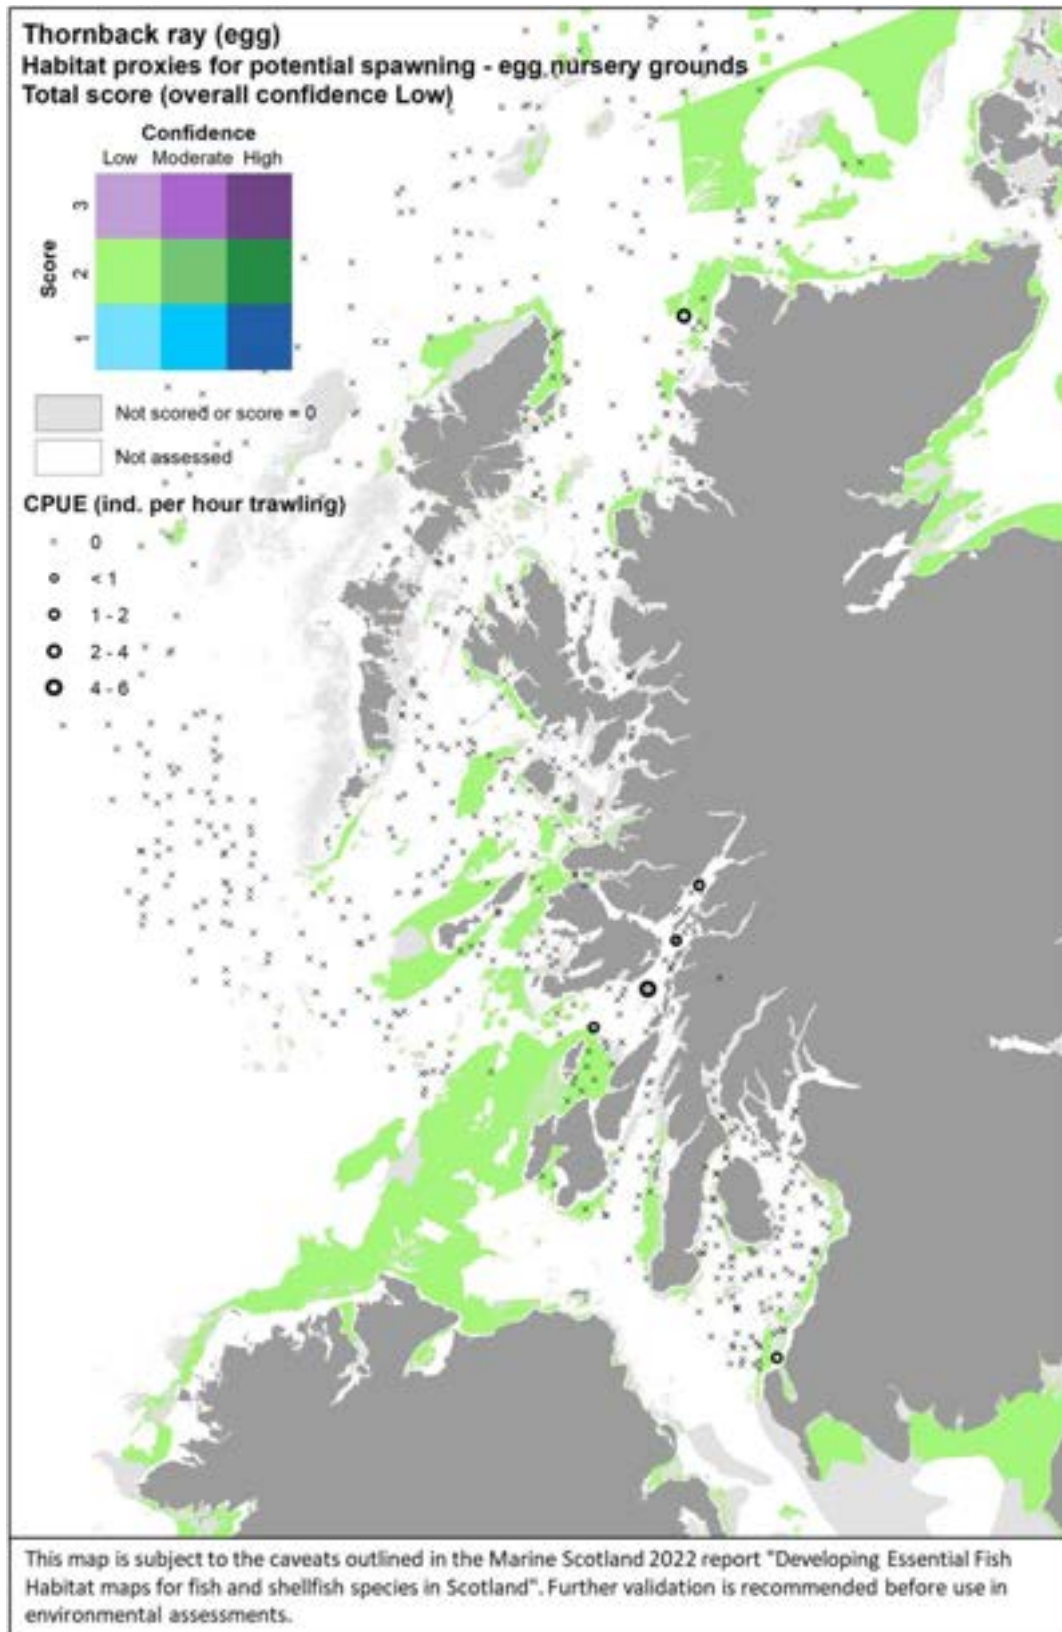 Thornback ray (egg)
Habitat proxies for potential spawning - egg nursery grounds
Total score (overall confidence Low)
Confidence
Low Moderate High
Score
3
2
1
Not scored or score = 0
Not assessed
CPUE (ind. per hour trawling)
0
< 1
1 - 2
2 - 4
4 - 6
This map is subject to the caveats outlined in the Marine Scotland 2022 report "Developing Essential Fish
Habitat maps for fish and shellfish species in Scotland". Further validation is recommended before use in
environmental assessments.